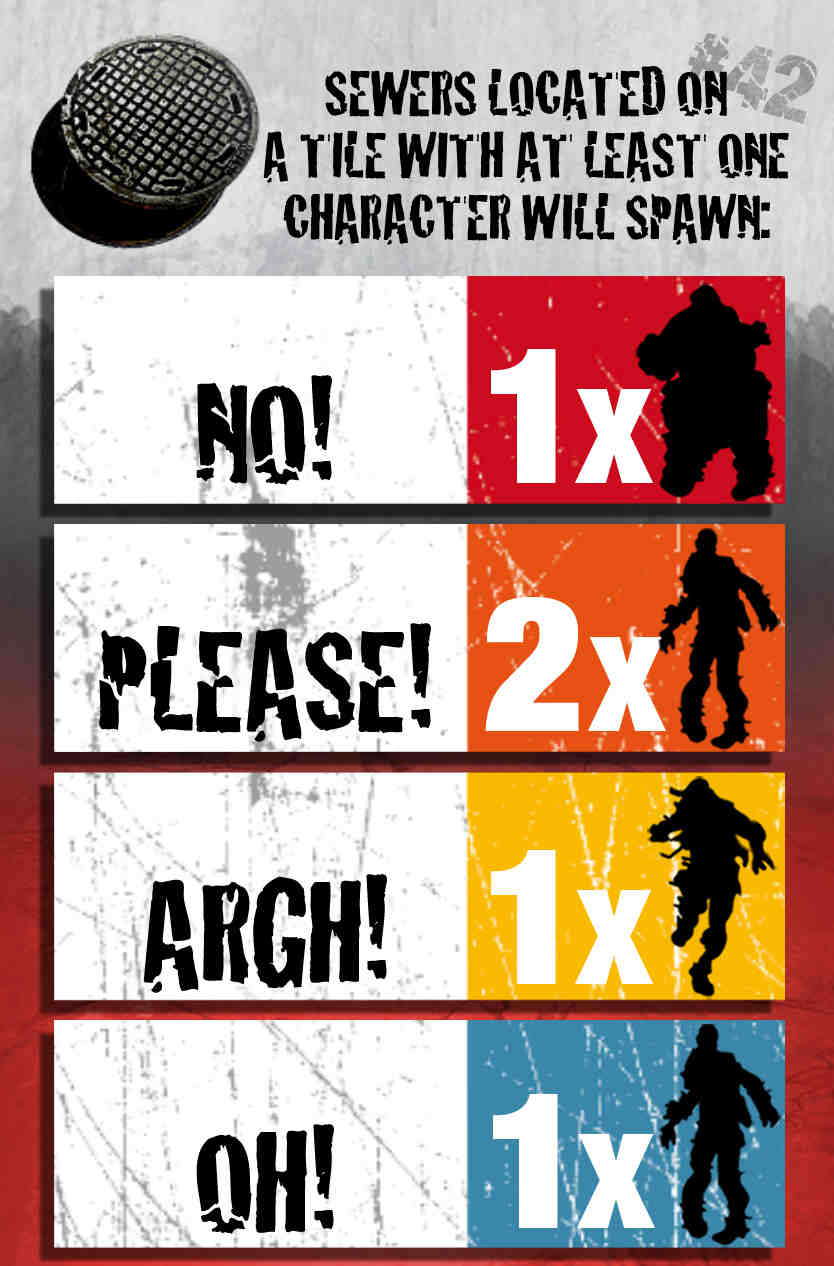 #42
SEWERS LOCATED ON
A TILE WITH AT LEAST ONE
CHARACTER WILL SPAWN:
NO!
1x
PLEASE!
2x
ARGH!
1x
OH!
1x